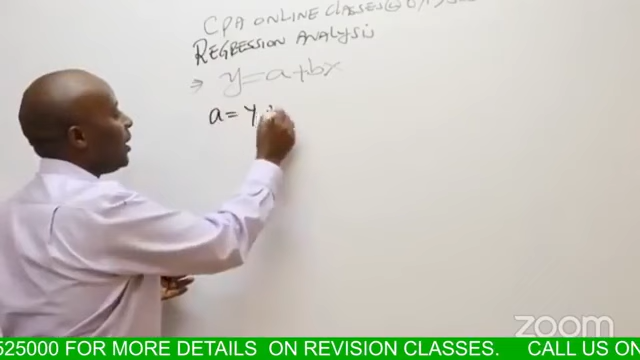 CPA ONLINE CLASSES @
REGRESSION ANALYSIS
⇒ y = a + bx
a = Y
zoom
525000 FOR MORE DETAILS ON REVISION CLASSES. CALL US ON